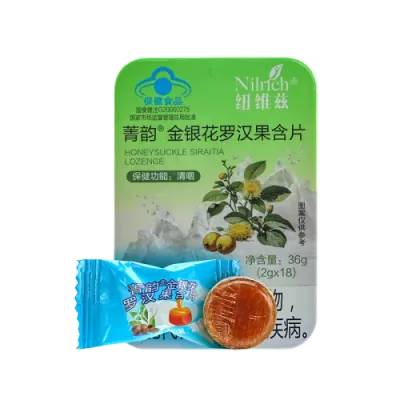 Nilrich®
纽维兹
保健食品
国食健注G20060275
国家市场监督管理总局批准
菁韵®金银花罗汉果含片
HONEYSUCKLE SIRAITIA
LOZENGE
保健功能：清咽
图案仅供参考
净含量：36g
(2g×18)
物，
疾病。
菁韵®金银花
罗汉果含片